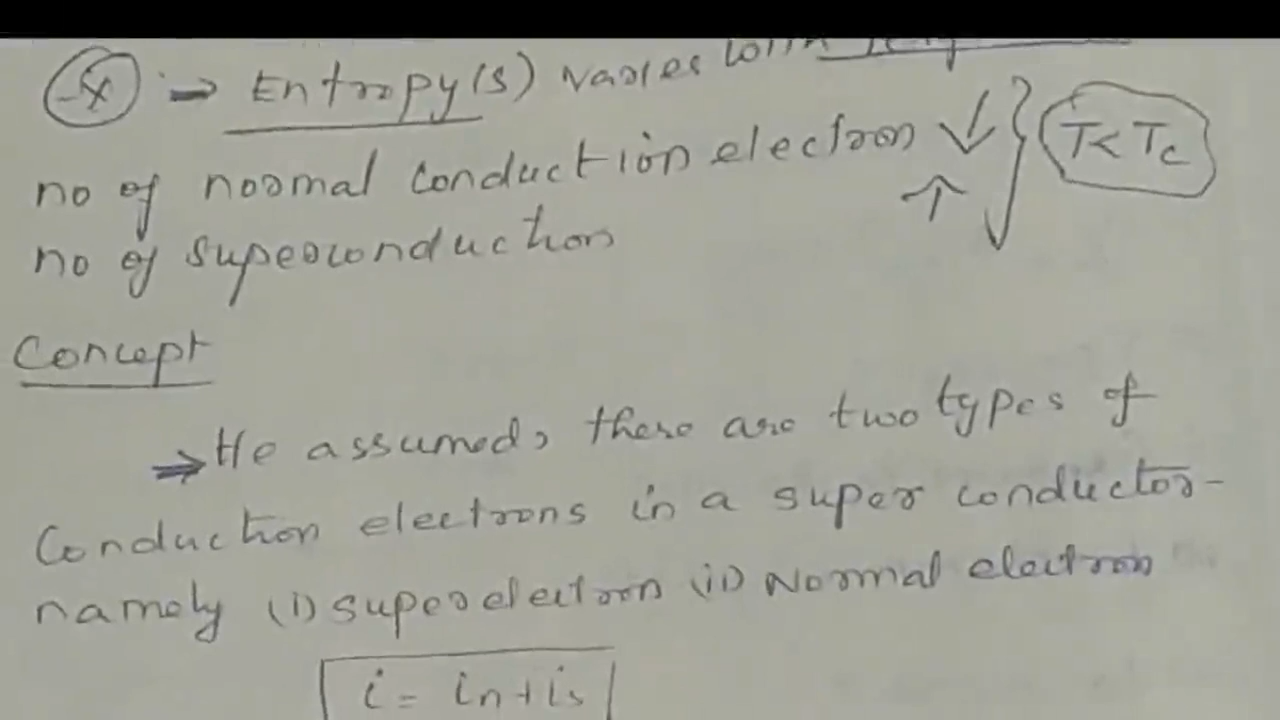 → Entropy(s) varies with
no of normal conduction electron ↓ } T < Tc
no of superconduction ↑
Concept
⇒ He assumed, there are two types of
Conduction electrons in a super conductor-
namely (i) superelectron (ii) Normal electron
i = in + is